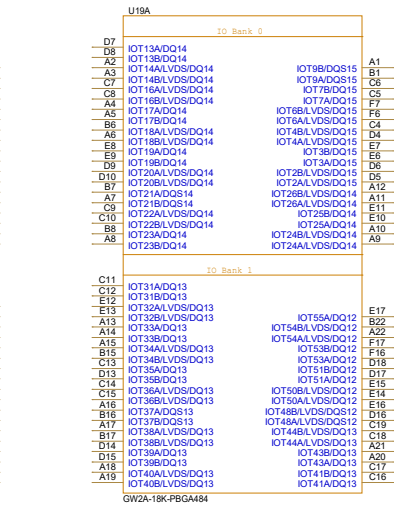 U19A
IO Bank 0
D7 IOT13A/DQ14
D8 IOT13B/DQ14
A2 IOT14A/LVDS/DQ14 IOT9B/DQS15 A1
A3 IOT14B/LVDS/DQ14 IOT9A/DQS15 B1
C7 IOT16A/LVDS/DQ14 IOT7B/DQ15 C6
C8 IOT16B/LVDS/DQ14 IOT7A/DQ15 C5
A4 IOT17A/DQ14 IOT6B/LVDS/DQ15 F7
A5 IOT17B/DQ14 IOT6A/LVDS/DQ15 F6
B6 IOT18A/LVDS/DQ14 IOT4B/LVDS/DQ15 C4
A6 IOT18B/LVDS/DQ14 IOT4A/LVDS/DQ15 D4
E8 IOT19A/DQ14 IOT3B/DQ15 E7
E9 IOT19B/DQ14 IOT3A/DQ15 E6
D9 IOT20A/LVDS/DQ14 IOT2B/LVDS/DQ15 D6
D10 IOT20B/LVDS/DQ14 IOT2A/LVDS/DQ15 D5
B7 IOT21A/DQS14 IOT26B/LVDS/DQ14 A12
A7 IOT21B/DQS14 IOT26A/LVDS/DQ14 A11
C9 IOT22A/LVDS/DQ14 IOT25B/DQ14 E11
C10 IOT22B/LVDS/DQ14 IOT25A/DQ14 E10
B8 IOT23A/DQ14 IOT24B/LVDS/DQ14 A10
A8 IOT23B/DQ14 IOT24A/LVDS/DQ14 A9
IO Bank 1
C11 IOT31A/DQ13
C12 IOT31B/DQ13
E12 IOT32A/LVDS/DQ13
E13 IOT32B/LVDS/DQ13 IOT55A/DQ12 E17
A13 IOT33A/DQ13 IOT54B/LVDS/DQ12 B22
A14 IOT33B/DQ13 IOT54A/LVDS/DQ12 A22
A15 IOT34A/LVDS/DQ13 IOT53B/DQ12 F17
B15 IOT34B/LVDS/DQ13 IOT53A/DQ12 F16
C13 IOT35A/DQ13 IOT51B/DQ12 D18
D13 IOT35B/DQ13 IOT51A/DQ12 D17
C14 IOT36A/LVDS/DQ13 IOT50B/LVDS/DQ12 E15
C15 IOT36B/LVDS/DQ13 IOT50A/LVDS/DQ12 E14
A16 IOT37A/DQS13 IOT48B/LVDS/DQS12 E16
B16 IOT37B/DQS13 IOT48A/LVDS/DQS12 D16
A17 IOT38A/LVDS/DQ13 IOT44B/LVDS/DQ13 C19
B17 IOT38B/LVDS/DQ13 IOT44A/LVDS/DQ13 C18
D14 IOT39A/DQ13 IOT43B/DQ13 A21
D15 IOT39B/DQ13 IOT43A/DQ13 A20
A18 IOT40A/LVDS/DQ13 IOT41B/DQ13 C17
A19 IOT40B/LVDS/DQ13 IOT41A/DQ13 C16
GW2A-18K-PBGA484